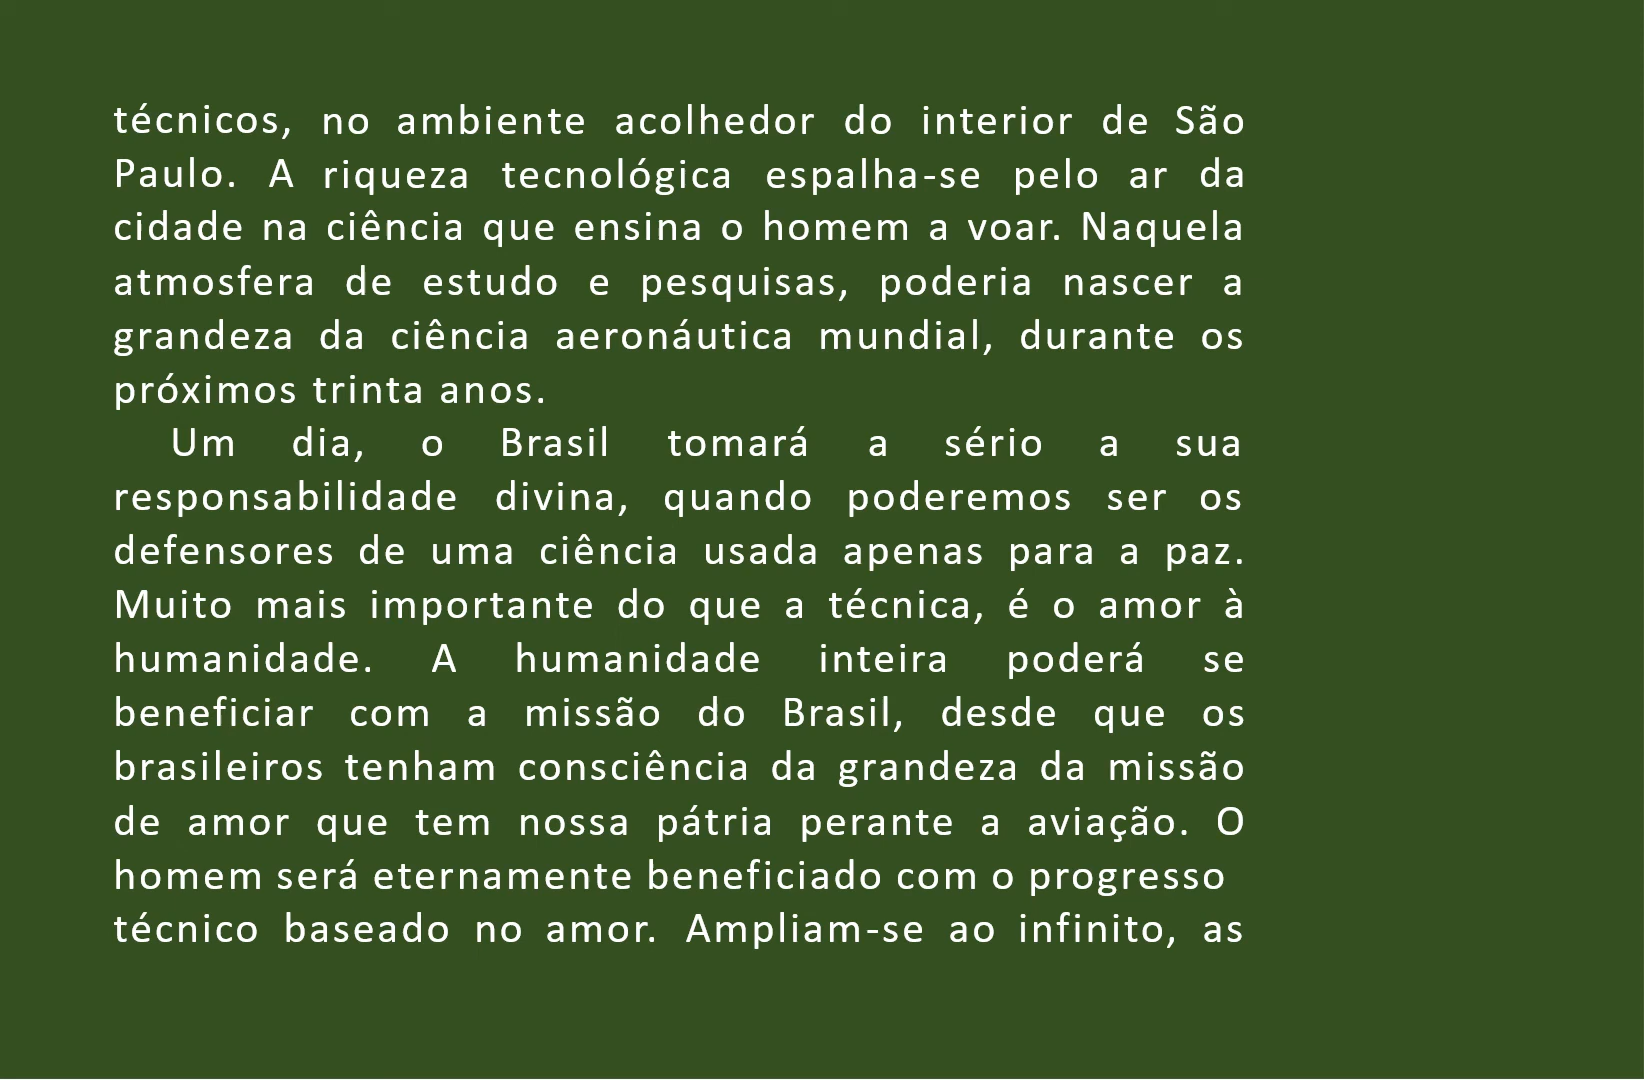 técnicos, no ambiente acolhedor do interior de São
Paulo. A riqueza tecnológica espalha-se pelo ar da
cidade na ciência que ensina o homem a voar. Naquela
atmosfera de estudo e pesquisas, poderia nascer a
grandeza da ciência aeronáutica mundial, durante os
próximos trinta anos.
Um dia, o Brasil tomará a sério a sua
responsabilidade divina, quando poderemos ser os
defensores de uma ciência usada apenas para a paz.
Muito mais importante do que a técnica, é o amor à
humanidade. A humanidade inteira poderá se
beneficiar com a missão do Brasil, desde que os
brasileiros tenham consciência da grandeza da missão
de amor que tem nossa pátria perante a aviação. O
homem será eternamente beneficiado com o progresso
técnico baseado no amor. Ampliam-se ao infinito, as